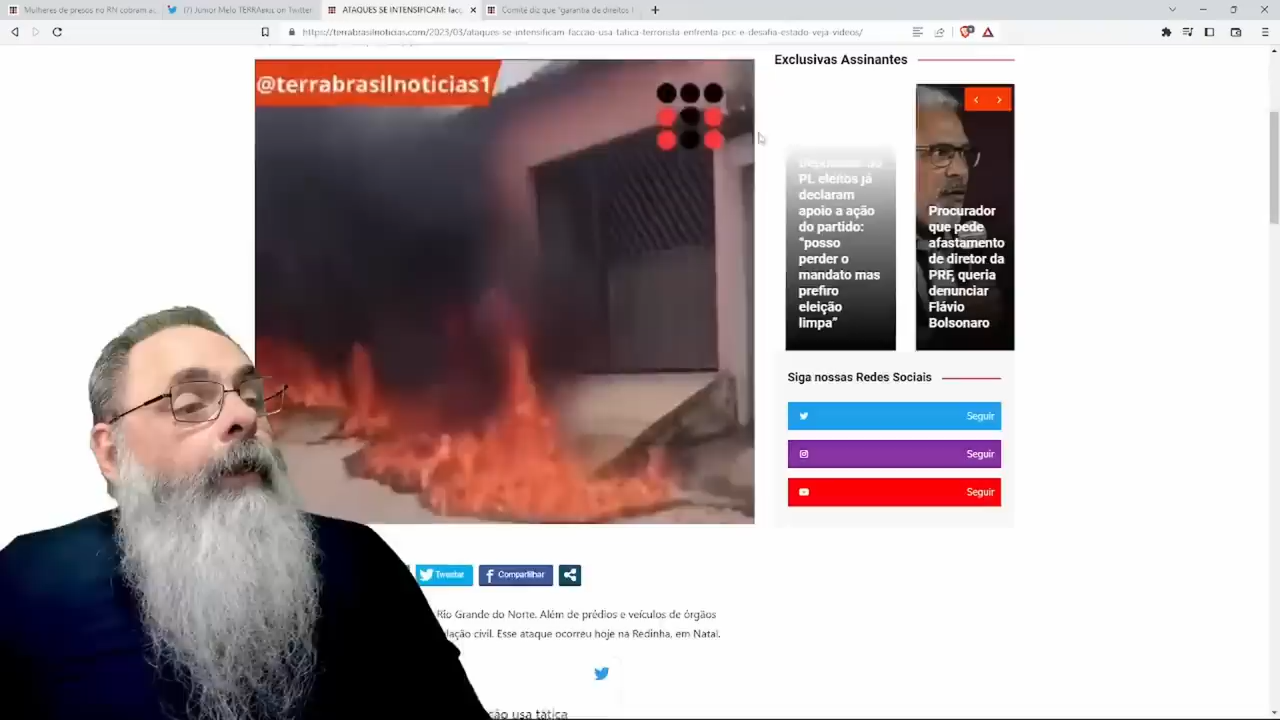 Mulheres de presos no RN cobram a
(7) Junior Melo TERRABRASIL on Twitter
ATAQUES SE INTENSIFICAM: facç
Comitê diz que "garantia de direitos
https://terrabrasilnoticias.com/2023/03/ataques-se-intensificam-faccao-usa-tatica-terrorista-enfrenta-pcc-e-desafia-estado-veja-videos/
@terrabrasilnoticias1
Exclusivas Assinantes
PL eleitos já
declaram
apoio a ação
do partido:
"posso
perder o
mandato mas
prefiro
eleição
limpa"
Procurador
que pede
afastamento
de diretor da
PRF, queria
denunciar
Flávio
Bolsonaro
Siga nossas Redes Sociais
Seguir
Seguir
Seguir
Tweetar
Compartilhar
Rio Grande do Norte. Além de prédios e veículos de órgãos
lação civil. Esse ataque ocorreu hoje na Redinha, em Natal.
ção usa tática